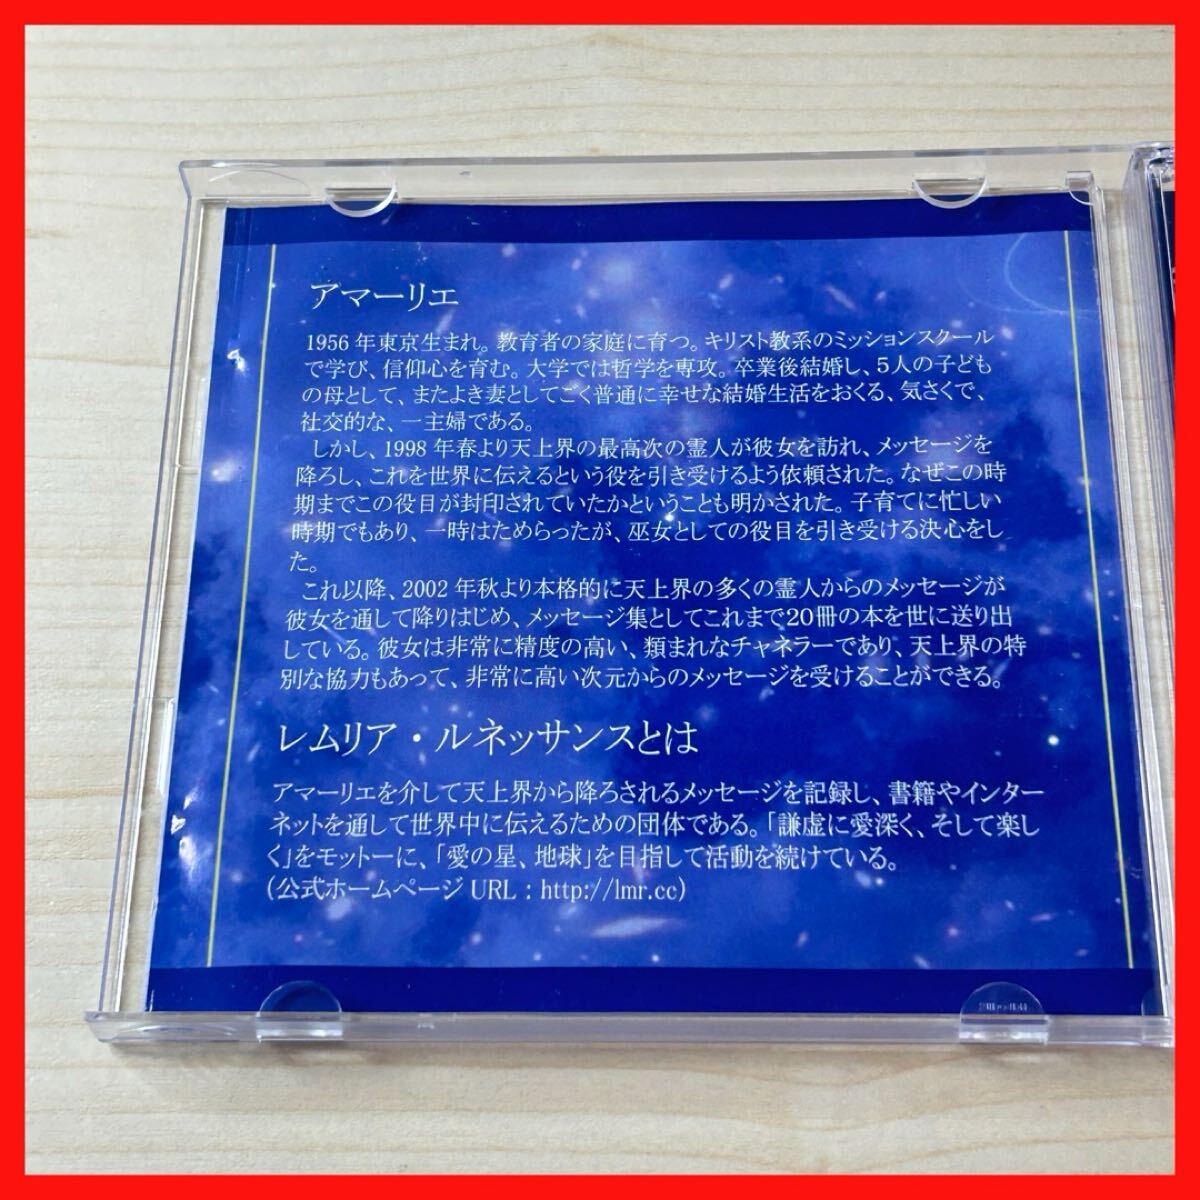 アマーリエ
1956年東京生まれ。教育者の家庭に育つ。キリスト教系のミッションスクール
で学び、信仰心を育む。大学では哲学を専攻。卒業後結婚し、5人の子ども
の母として、またよき妻としてごく普通に幸せな結婚生活をおくる、気さくで、
社交的な、一主婦である。
しかし、1998年春より天上界の最高次の霊人が彼女を訪れ、メッセージを
降ろし、これを世界に伝えるという役を引き受けるよう依頼された。なぜこの時
期までこの役目が封印されていたかということも明かされた。子育てに忙しい
時期でもあり、一時はためらったが、巫女としての役目を引き受ける決心をし
た。
これ以降、2002年秋より本格的に天上界の多くの霊人からのメッセージが
彼女を通して降りはじめ、メッセージ集としてこれまで20冊の本を世に送り出
している。彼女は非常に精度の高い、類まれなチャネラーであり、天上界の特
別な協力もあって、非常に高い次元からのメッセージを受けることができる。
レムリア・ルネッサンスとは
アマーリエを介して天上界から降ろされるメッセージを記録し、書籍やインター
ネットを通して世界中に伝えるための団体である。「謙虚に愛深く、そして楽し
く」をモットーに、「愛の星、地球」を目指して活動を続けている。
(公式ホームページURL：http://lmr.cc)